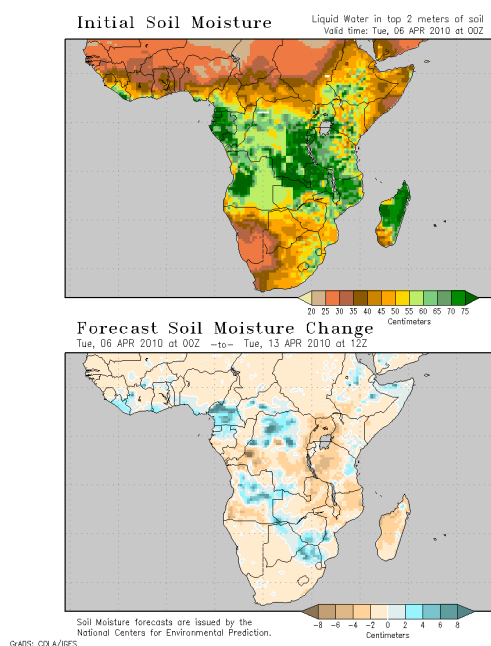 Initial Soil Moisture
Liquid Water in top 2 meters of soil
Valid time: Tue, 06 APR 2010 at 00Z
20 25 30 35 40 45 50 55 60 65 70 75
Centimeters
Forecast Soil Moisture Change
Tue, 06 APR 2010 at 00Z -to- Tue, 13 APR 2010 at 12Z
Soil Moisture forecasts are issued by the
National Centers for Environmental Prediction.
-8 -6 -4 -2 0 2 4 6 8
Centimeters
GrADS: COLA/IGES